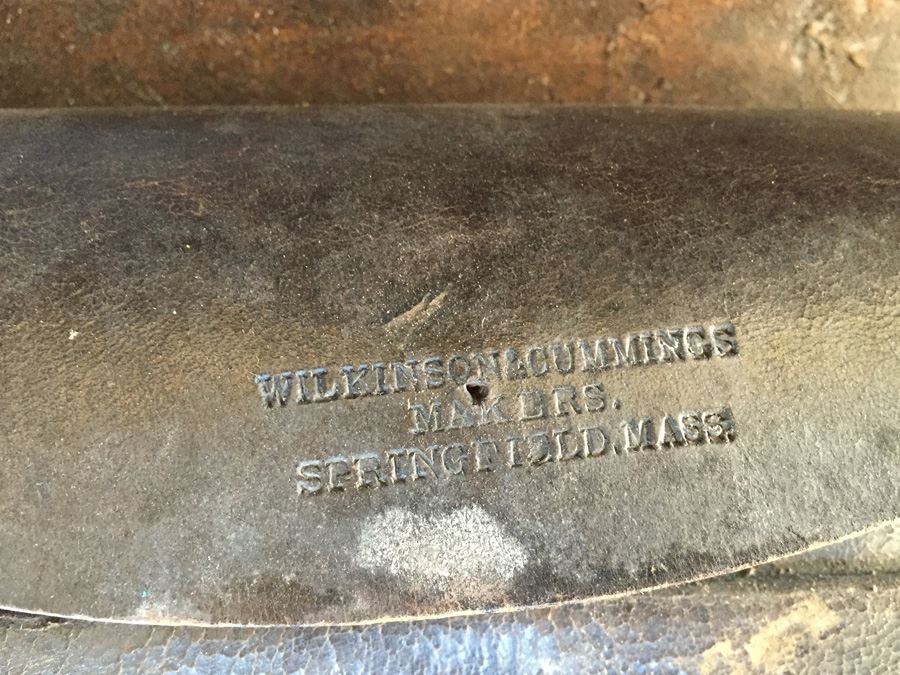 WILKINSON & CUMMINGS
MAKERS.
SPRINGFIELD, MASS.